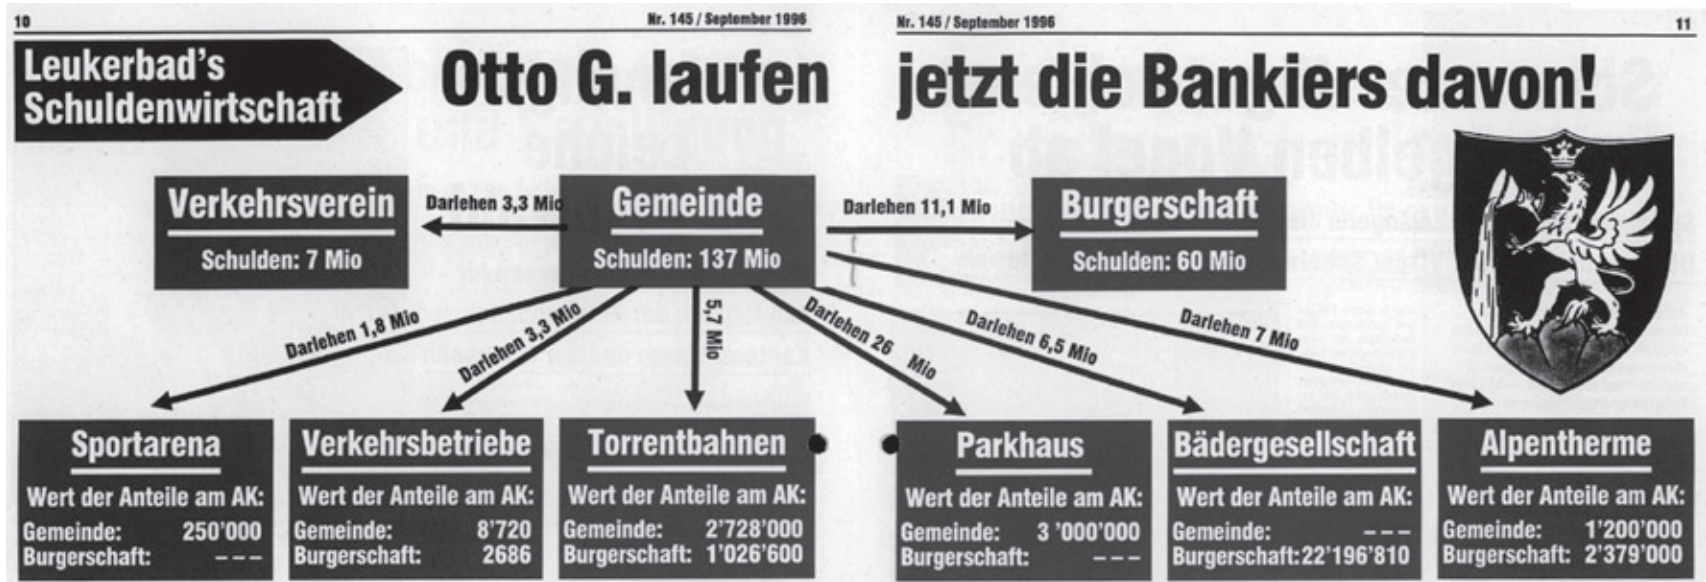 10
Nr. 145 / September 1996
Nr. 145 / September 1996
11
Leukerbad's
Schuldenwirtschaft
Otto G. laufen jetzt die Bankiers davon!
Verkehrsverein
Schulden: 7 Mio
Darlehen 3,3 Mio
Gemeinde
Schulden: 137 Mio
Darlehen 11,1 Mio
Burgerschaft
Schulden: 60 Mio
Darlehen 1,8 Mio
Darlehen 3,3 Mio
5,7 Mio
Darlehen 26 Mio
Darlehen 6,5 Mio
Darlehen 7 Mio
Sportarena
Wert der Anteile am AK:
Gemeinde: 250'000
Burgerschaft: – – –
Verkehrsbetriebe
Wert der Anteile am AK:
Gemeinde: 8'720
Burgerschaft: 2686
Torrentbahnen
Wert der Anteile am AK:
Gemeinde: 2'728'000
Burgerschaft: 1'026'600
Parkhaus
Wert der Anteile am AK:
Gemeinde: 3 '000'000
Burgerschaft: – – –
Bädergesellschaft
Wert der Anteile am AK:
Gemeinde: – – –
Burgerschaft: 22'196'810
Alpentherme
Wert der Anteile am AK:
Gemeinde: 1'200'000
Burgerschaft: 2'379'000